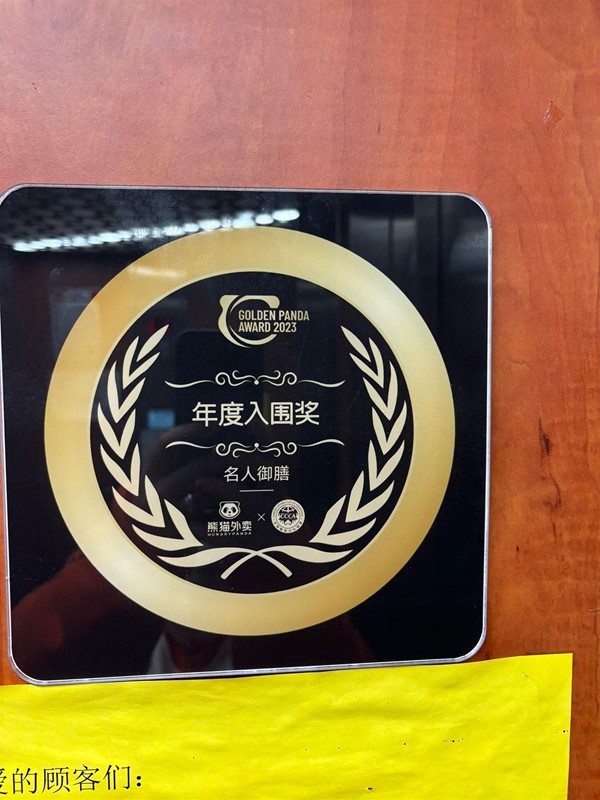 GOLDEN PANDA
AWARD 2023
年度入围奖
名人御膳
熊猫外卖 × CCCA
HUNGRYPANDA
的顾客们：